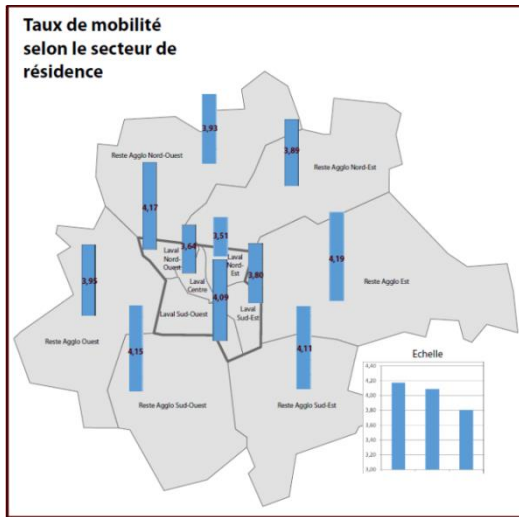 Taux de mobilité
selon le secteur de
résidence
3,93
3,89
Reste Agglo Nord-Ouest
Reste Agglo Nord-Est
4,17
3,51
4,19
3,64
Laval
Nord-
Ouest
Laval
Nord-
Est
3,80
3,95
Laval
Centre
Reste Agglo Est
4,09
Laval Sud-Ouest
Laval
Sud-Est
Reste Agglo Ouest
4,15
4,11
Echelle
4,40
4,20
4,00
3,80
3,60
3,40
3,20
3,00
Reste Agglo Sud-Ouest
Reste Agglo Sud-Est